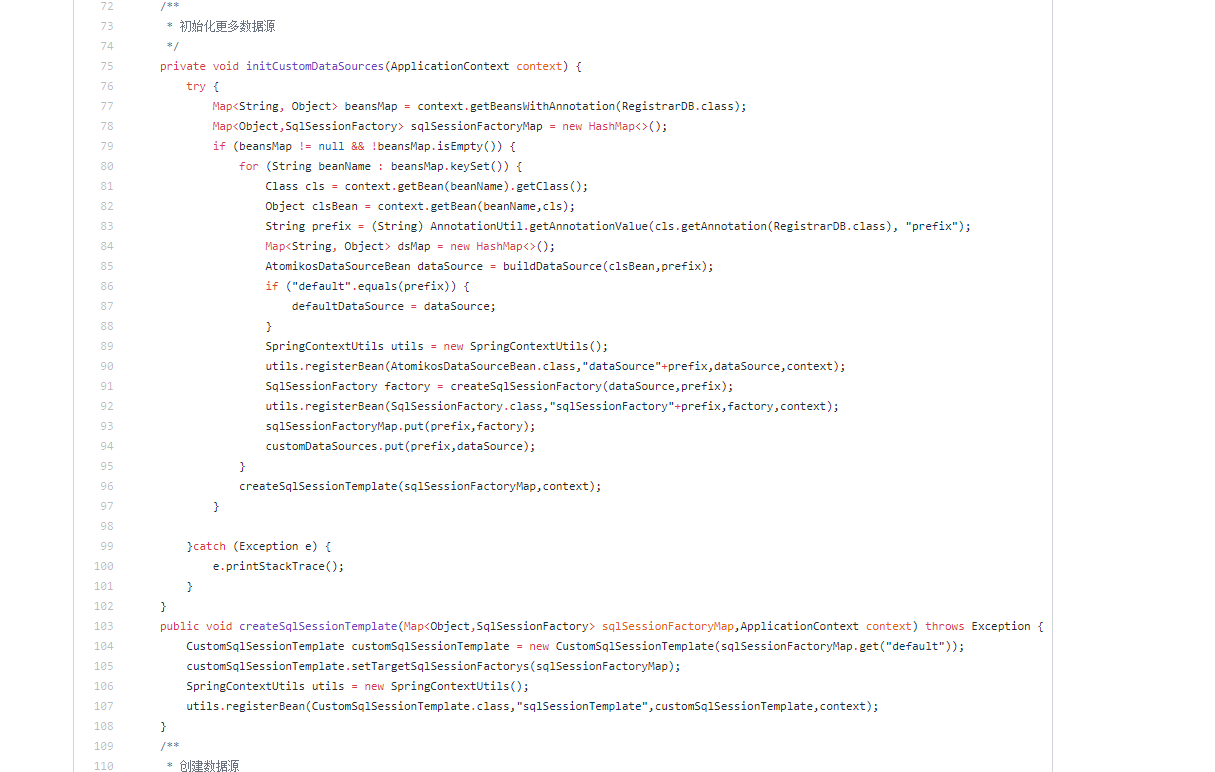 72 /**
73 * 初始化更多数据源
74 */
75 private void initCustomDataSources(ApplicationContext context) {
76 try {
77 Map<String, Object> beansMap = context.getBeansWithAnnotation(RegistrarDB.class);
78 Map<Object,SqlSessionFactory> sqlSessionFactoryMap = new HashMap<>();
79 if (beansMap != null && !beansMap.isEmpty()) {
80 for (String beanName : beansMap.keySet()) {
81 Class cls = context.getBean(beanName).getClass();
82 Object clsBean = context.getBean(beanName,cls);
83 String prefix = (String) AnnotationUtil.getAnnotationValue(cls.getAnnotation(RegistrarDB.class), "prefix");
84 Map<String, Object> dsMap = new HashMap<>();
85 AtomikosDataSourceBean dataSource = buildDataSource(clsBean,prefix);
86 if ("default".equals(prefix)) {
87 defaultDataSource = dataSource;
88 }
89 SpringContextUtils utils = new SpringContextUtils();
90 utils.registerBean(AtomikosDataSourceBean.class,"dataSource"+prefix,dataSource,context);
91 SqlSessionFactory factory = createSqlSessionFactory(dataSource,prefix);
92 utils.registerBean(SqlSessionFactory.class,"sqlSessionFactory"+prefix,factory,context);
93 sqlSessionFactoryMap.put(prefix,factory);
94 customDataSources.put(prefix,dataSource);
95 }
96 createSqlSessionTemplate(sqlSessionFactoryMap,context);
97 }
98
99 }catch (Exception e) {
100 e.printStackTrace();
101 }
102 }
103 public void createSqlSessionTemplate(Map<Object,SqlSessionFactory> sqlSessionFactoryMap,ApplicationContext context) throws Exception {
104 CustomSqlSessionTemplate customSqlSessionTemplate = new CustomSqlSessionTemplate(sqlSessionFactoryMap.get("default"));
105 customSqlSessionTemplate.setTargetSqlSessionFactorys(sqlSessionFactoryMap);
106 SpringContextUtils utils = new SpringContextUtils();
107 utils.registerBean(CustomSqlSessionTemplate.class,"sqlSessionTemplate",customSqlSessionTemplate,context);
108 }
109 /**
110 * 创建数据源